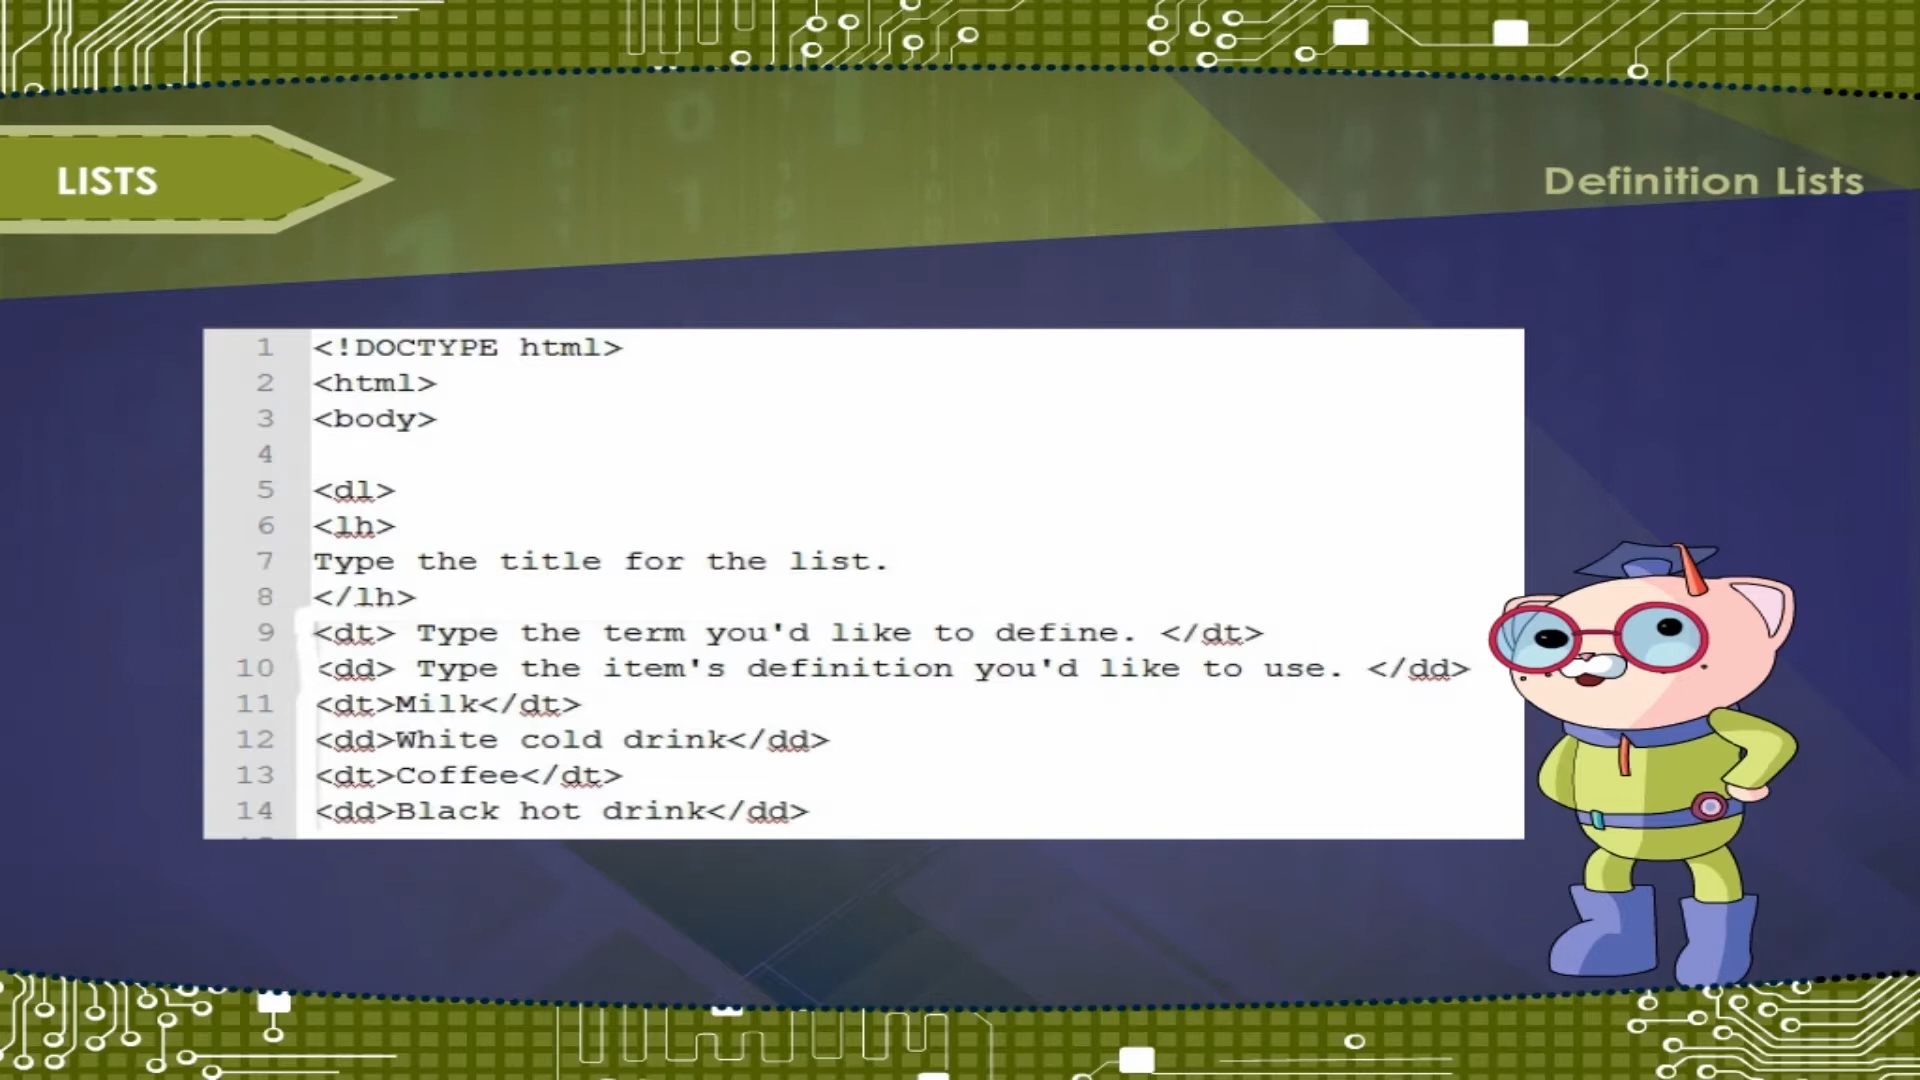 LISTS
Definition Lists
1 <!DOCTYPE html>
2 <html>
3 <body>
4
5 <dl>
6 <lh>
7 Type the title for the list.
8 </lh>
9 <dt> Type the term you'd like to define. </dt>
10 <dd> Type the item's definition you'd like to use. </dd>
11 <dt>Milk</dt>
12 <dd>White cold drink</dd>
13 <dt>Coffee</dt>
14 <dd>Black hot drink</dd>